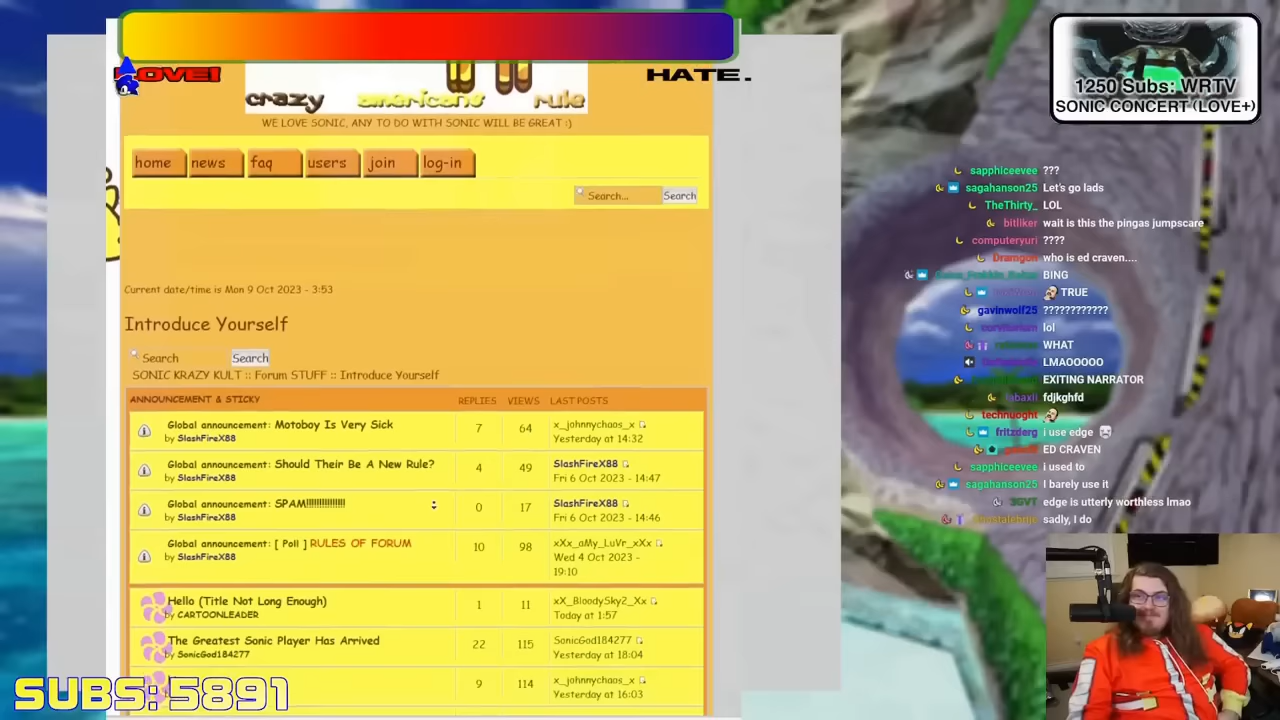 LOVE!
HATE.
crazy americans rule
WE LOVE SONIC, ANY TO DO WITH SONIC WILL BE GREAT :)
home news faq users join log-in
Search... Search
Current date/time is Mon 9 Oct 2023 - 3:53
Introduce Yourself
Search Search
SONIC KRAZY KULT :: Forum STUFF :: Introduce Yourself
ANNOUNCEMENT & STICKY REPLIES VIEWS LAST POSTS
Global announcement: Motoboy Is Very Sick 7 64 x_johnnychaos_x
by SlashFireX88 Yesterday at 14:32
Global announcement: Should Their Be A New Rule? 4 49 SlashFireX88
by SlashFireX88 Fri 6 Oct 2023 - 14:47
Global announcement: SPAM!!!!!!!!!!!!!!!! 0 17 SlashFireX88
by SlashFireX88 Fri 6 Oct 2023 - 14:46
Global announcement: [ Poll ] RULES OF FORUM 10 98 xXx_aMy_LuVr_xXx
by SlashFireX88 Wed 4 Oct 2023 -
19:10
Hello (Title Not Long Enough) 1 11 xX_BloodySky2_Xx
by CARTOONLEADER Today at 1:57
The Greatest Sonic Player Has Arrived 22 115 SonicGod184277
by SonicGod184277 Yesterday at 18:04
9 114 x_johnnychaos_x
Yesterday at 16:03
SUBS: 5891
1250 Subs: WRTV
SONIC CONCERT (LOVE+)
sapphiceevee ???
sagahanson25 Let's go lads
TheThirty_ LOL
bitliker wait is this the pingas jumpscare
computeryuri ????
Dramgon who is ed craven....
BING
TRUE
gavinwolf25 ????????????
lol
WHAT
LMAOOOOO
EXITING NARRATOR
labaxii fdjkghfd
technuoght
fritzderg i use edge
ED CRAVEN
sapphiceevee i used to
sagahanson25 I barely use it
3GVT edge is utterly worthless lmao
sadly, I do